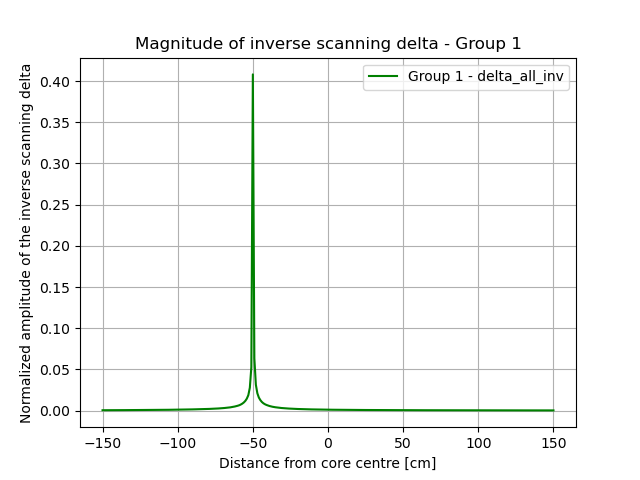 Magnitude of inverse scanning delta - Group 1
Group 1 - delta_all_inv
Normalized amplitude of the inverse scanning delta
0.40
0.35
0.30
0.25
0.20
0.15
0.10
0.05
0.00
−150 −100 −50 0 50 100 150
Distance from core centre [cm]